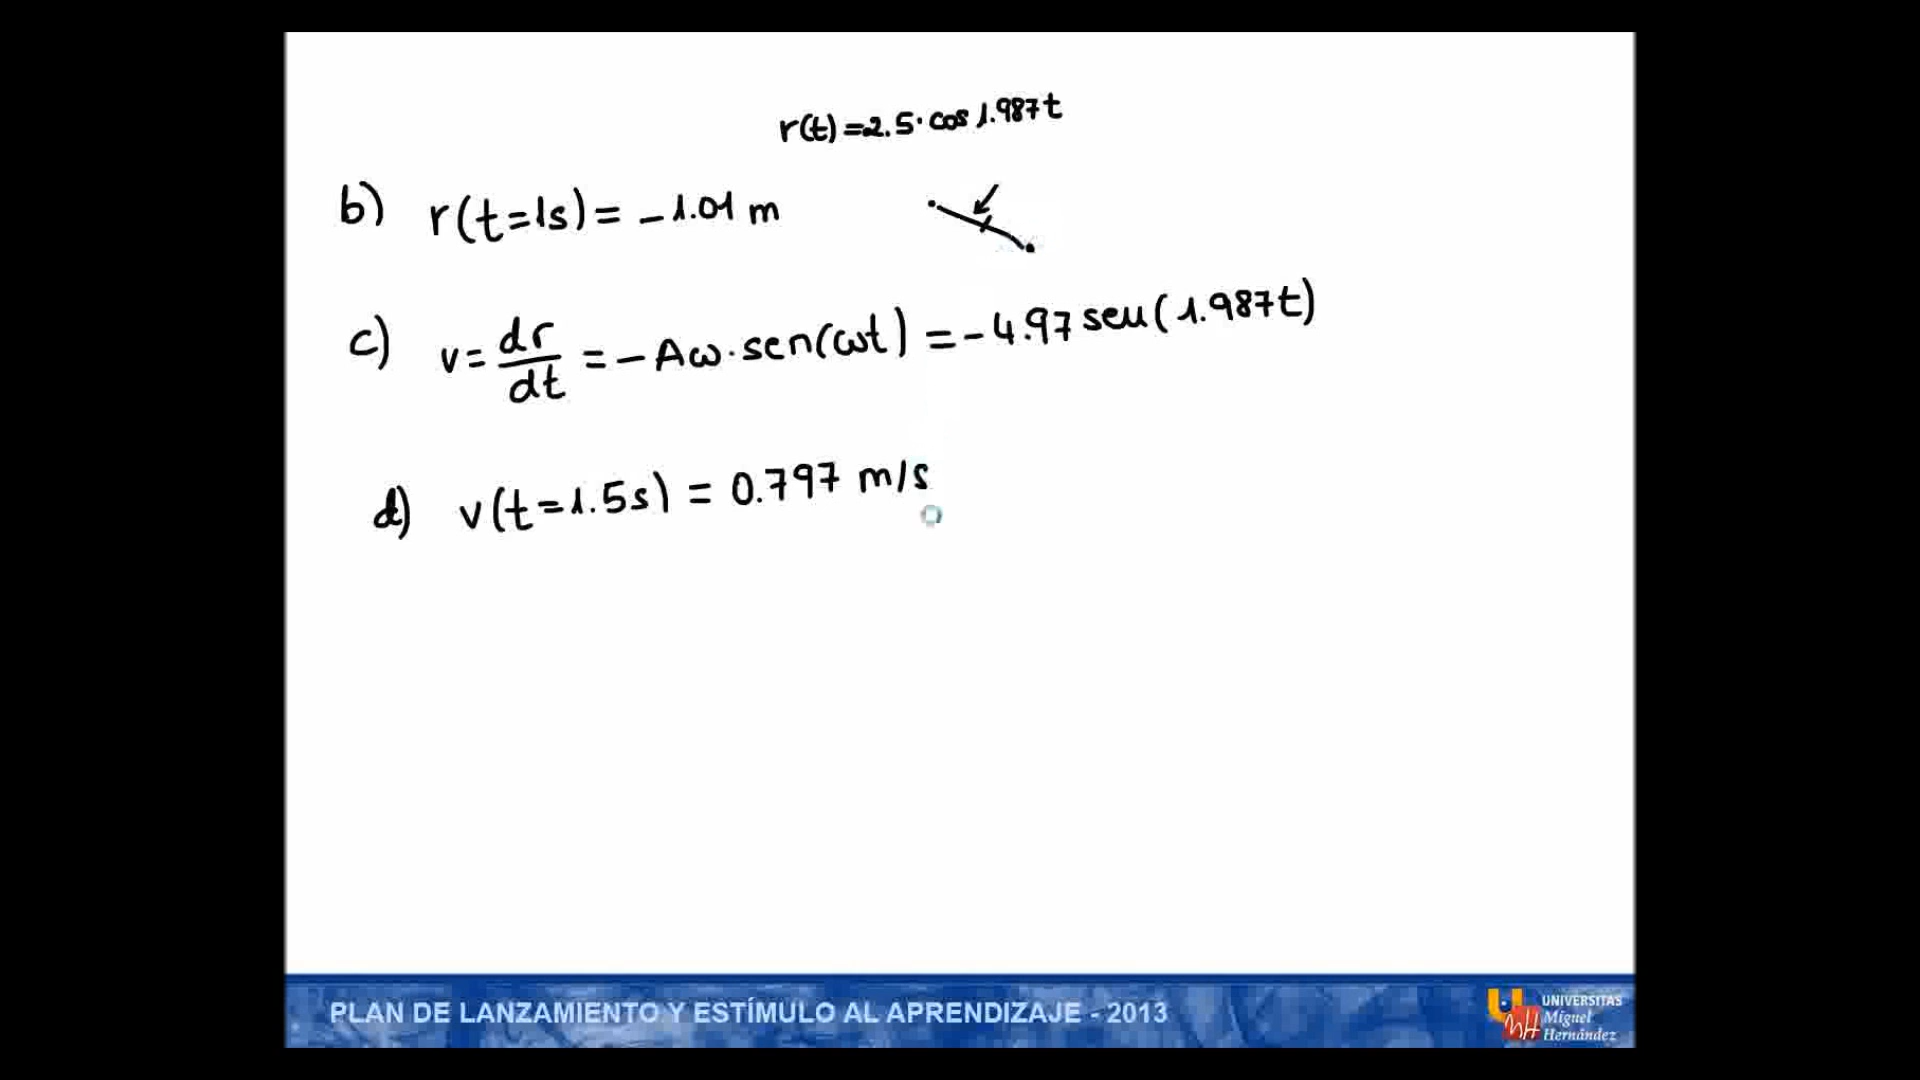 r(t) = 2.5 · cos 1.987t
b) r(t=1s) = -1.01 m
c) v = dr/dt = -Aω · sen(ωt) = -4.97 sen(1.987t)
d) v(t=1.5s) = 0.797 m/s
PLAN DE LANZAMIENTO Y ESTÍMULO AL APRENDIZAJE - 2013
UNIVERSITAS
Miguel
Hernández